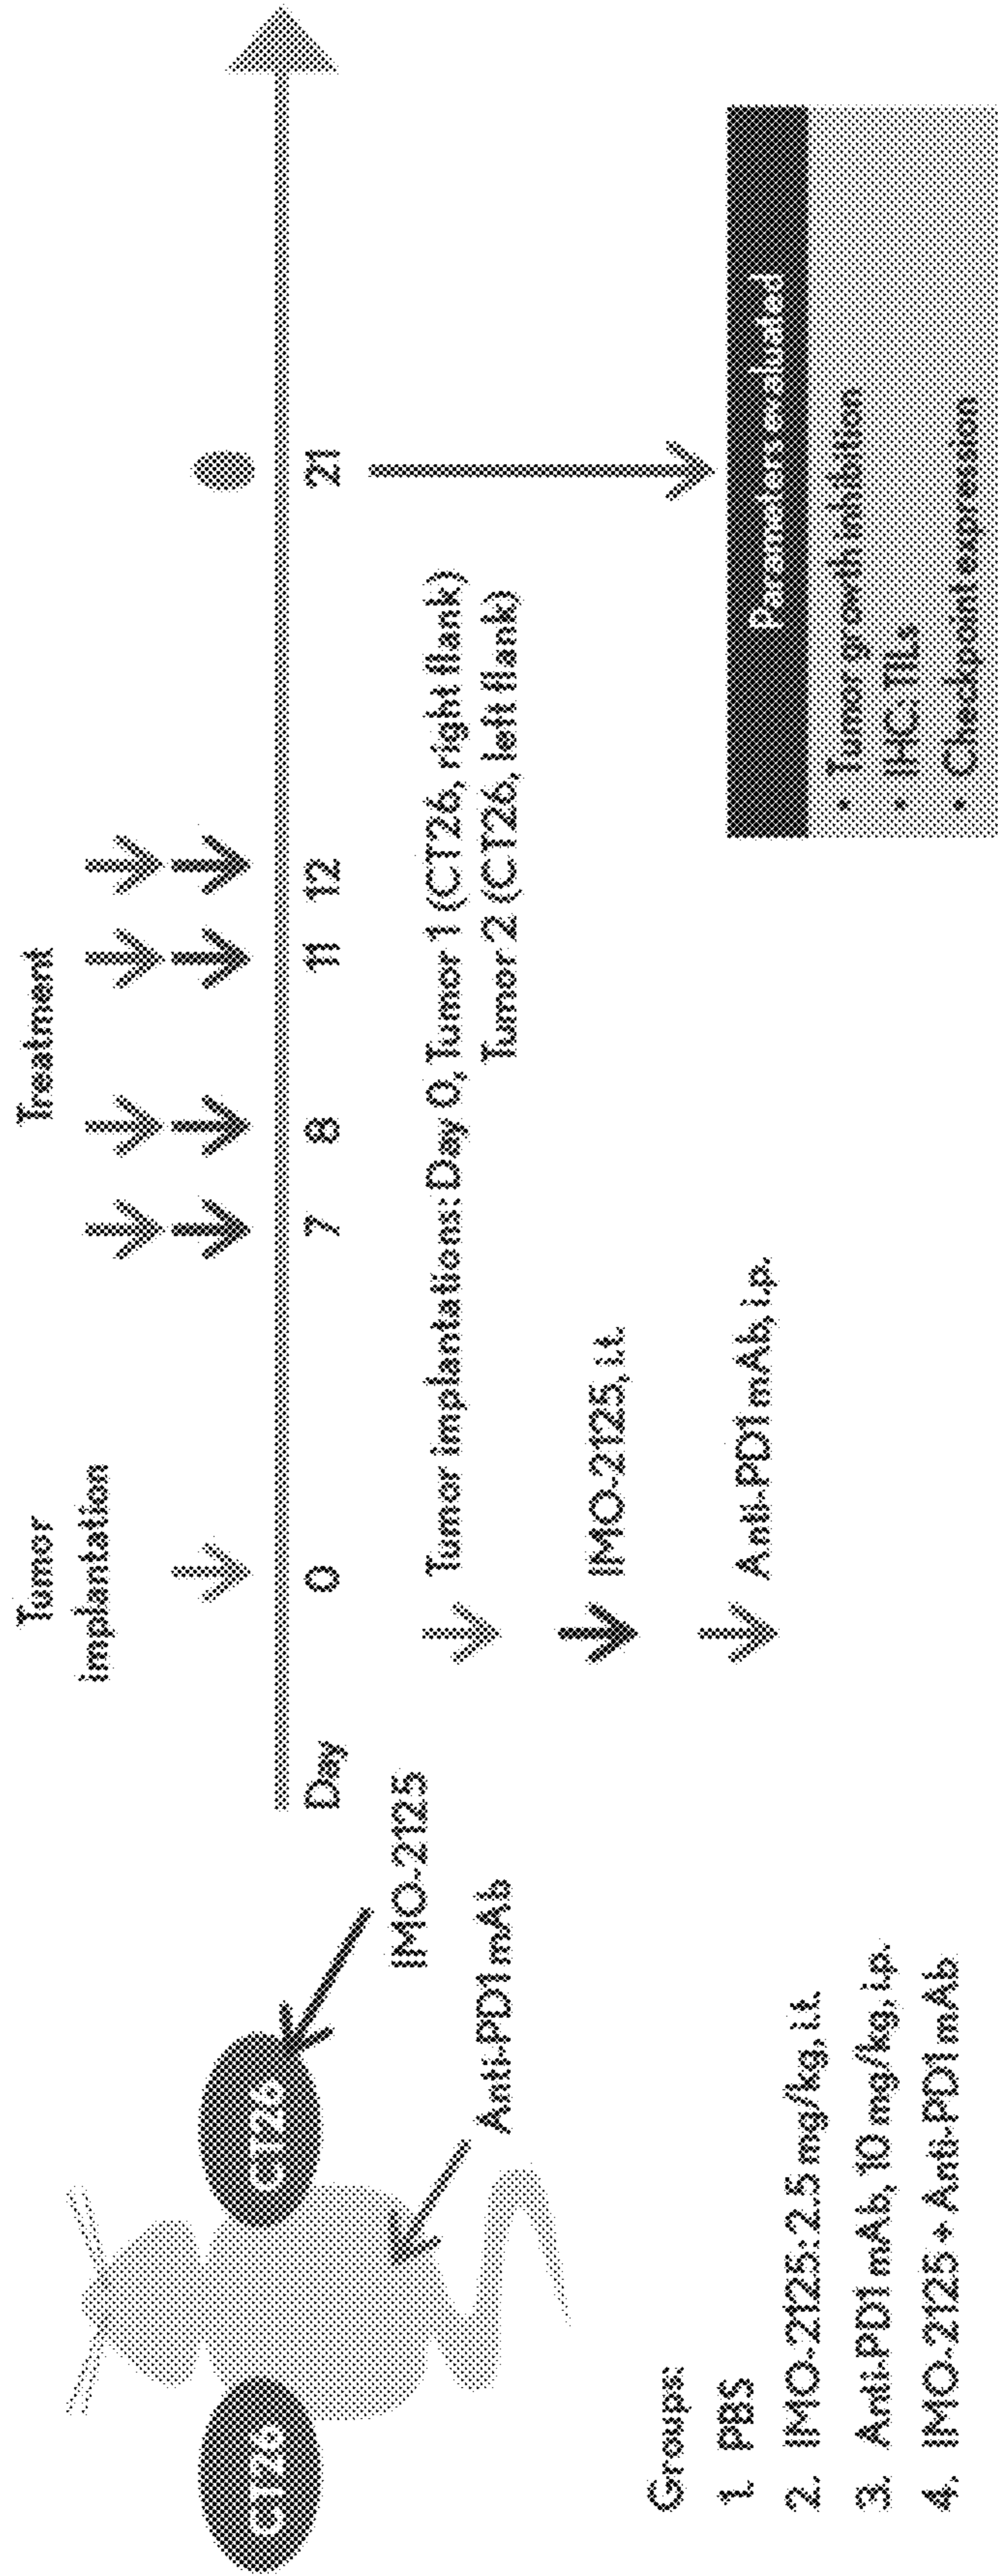 CT26
CT26
IMO-2125
Anti-PD1 mAb
Groups:
1. PBS
2. IMO-2125: 2.5 mg/kg, i.t.
3. Anti-PD1 mAb, 10 mg/kg, i.p.
4. IMO-2125 + Anti-PD1 mAb
Tumor
implantation
Treatment
Day
0
7
8
11
12
21
Tumor implantations: Day 0, Tumor 1 (CT26, right flank)
Tumor 2 (CT26, left flank)
IMO-2125, i.t.
Anti-PD1 mAb, i.p.
Parameters evaluated
• Tumor growth inhibition
• IHC: TILs
• Checkpoint expression